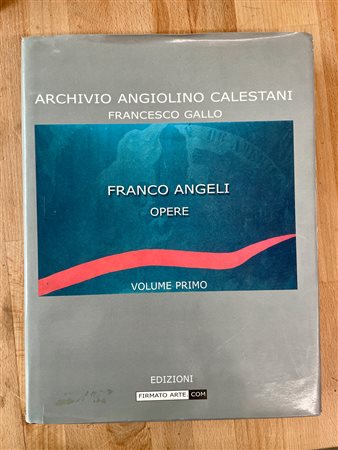 ARCHIVIO ANGIOLINO CALESTANI
FRANCESCO GALLO
FRANCO ANGELI
OPERE
VOLUME PRIMO
EDIZIONI
FIRMATO ARTE COM